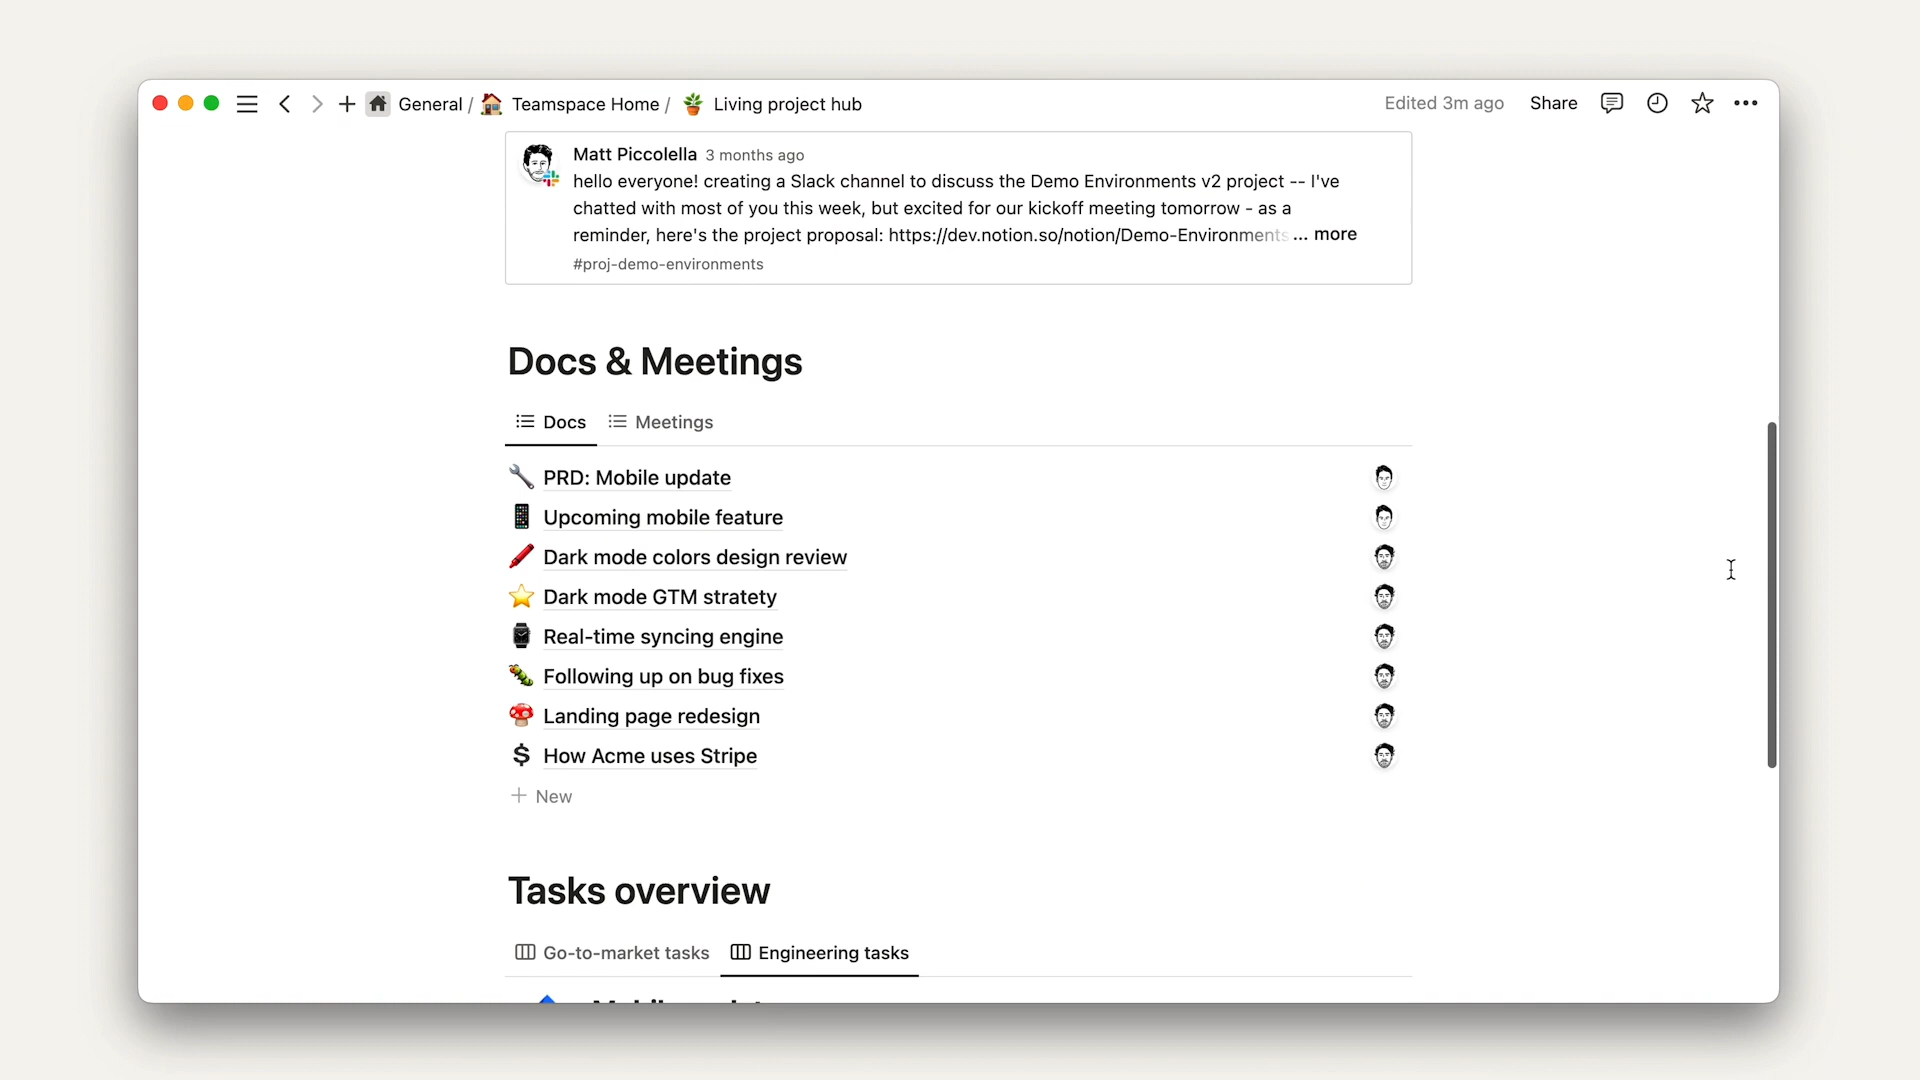 General / Teamspace Home / Living project hub Edited 3m ago Share
Matt Piccolella 3 months ago
hello everyone! creating a Slack channel to discuss the Demo Environments v2 project -- I've
chatted with most of you this week, but excited for our kickoff meeting tomorrow - as a
reminder, here's the project proposal: https://dev.notion.so/notion/Demo-Environments ... more
#proj-demo-environments
Docs & Meetings
Docs Meetings
PRD: Mobile update
Upcoming mobile feature
Dark mode colors design review
Dark mode GTM stratety
Real-time syncing engine
Following up on bug fixes
Landing page redesign
$ How Acme uses Stripe
+ New
Tasks overview
Go-to-market tasks Engineering tasks